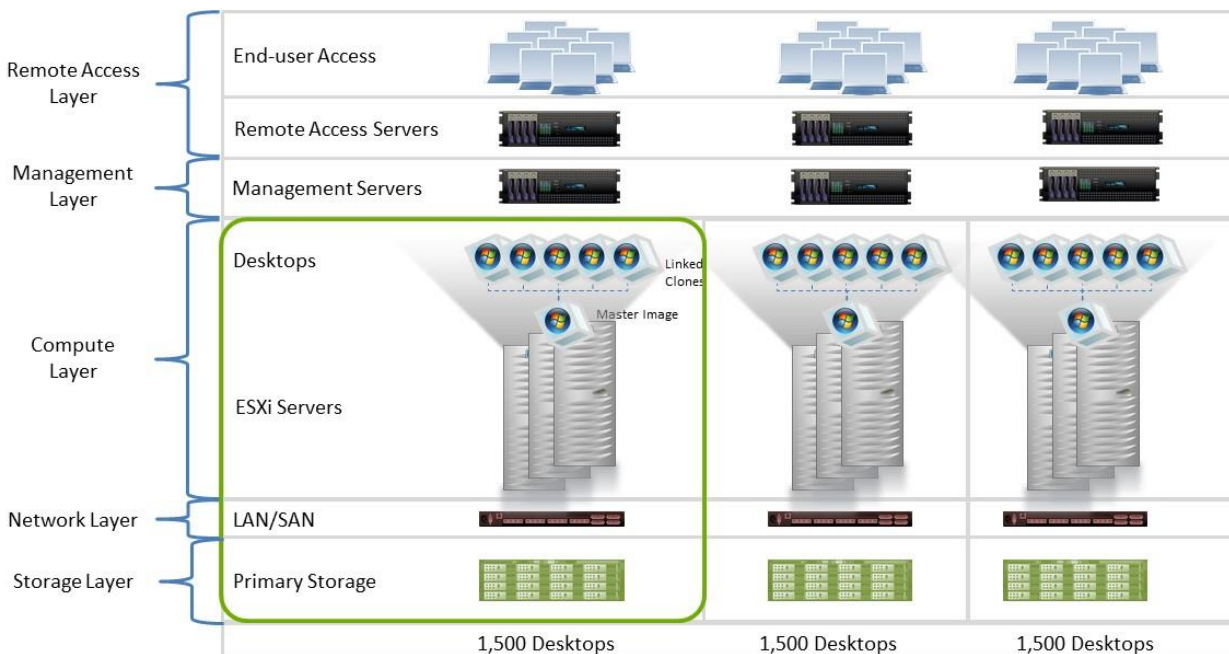 Remote Access
Layer
End-user Access
Remote Access Servers
Management
Layer
Management Servers
Compute
Layer
Desktops
Linked
Clones
Master Image
ESXi Servers
Network Layer
LAN/SAN
Storage Layer
Primary Storage
1,500 Desktops
1,500 Desktops
1,500 Desktops